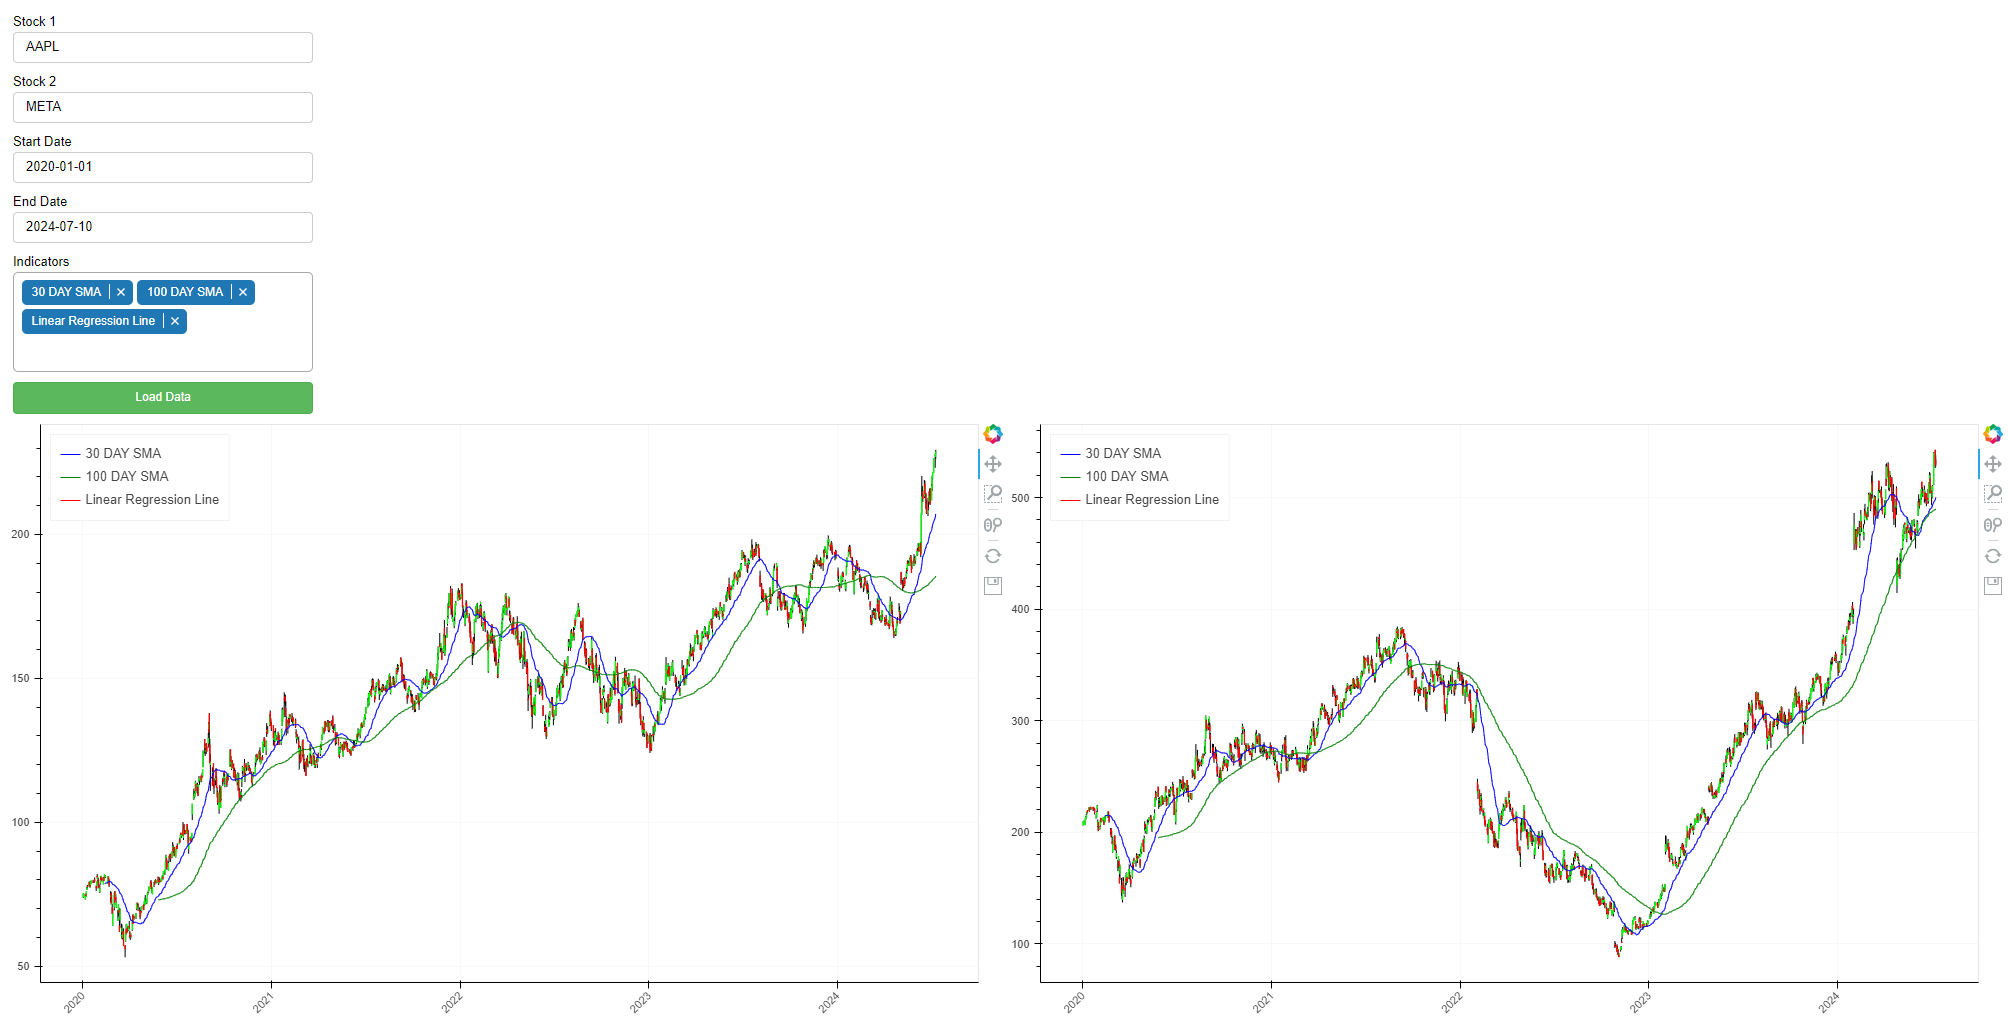 Stock 1
AAPL
Stock 2
META
Start Date
2020-01-01
End Date
2024-07-10
Indicators
30 DAY SMA × 100 DAY SMA ×
Linear Regression Line ×
Load Data
30 DAY SMA
100 DAY SMA
Linear Regression Line
200
150
100
50
2020 2021 2022 2023 2024
30 DAY SMA
100 DAY SMA
Linear Regression Line
500
400
300
200
100
2020 2021 2022 2023 2024